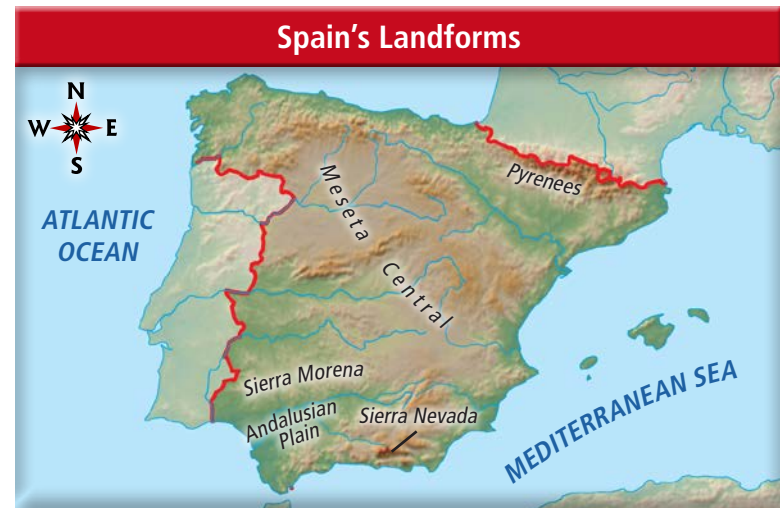 Spain’s Landforms
N
W E
S
ATLANTIC
OCEAN
Pyrenees
Meseta
Central
Sierra Morena
Andalusian
Plain
Sierra Nevada
MEDITERRANEAN SEA